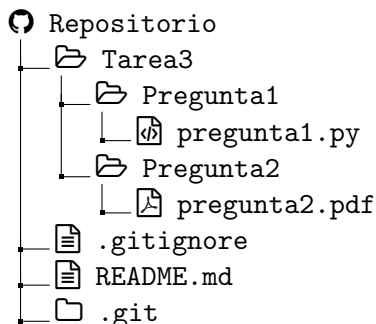 Repositorio
Tarea3
Pregunta1
pregunta1.py
Pregunta2
pregunta2.pdf
.gitignore
README.md
.git